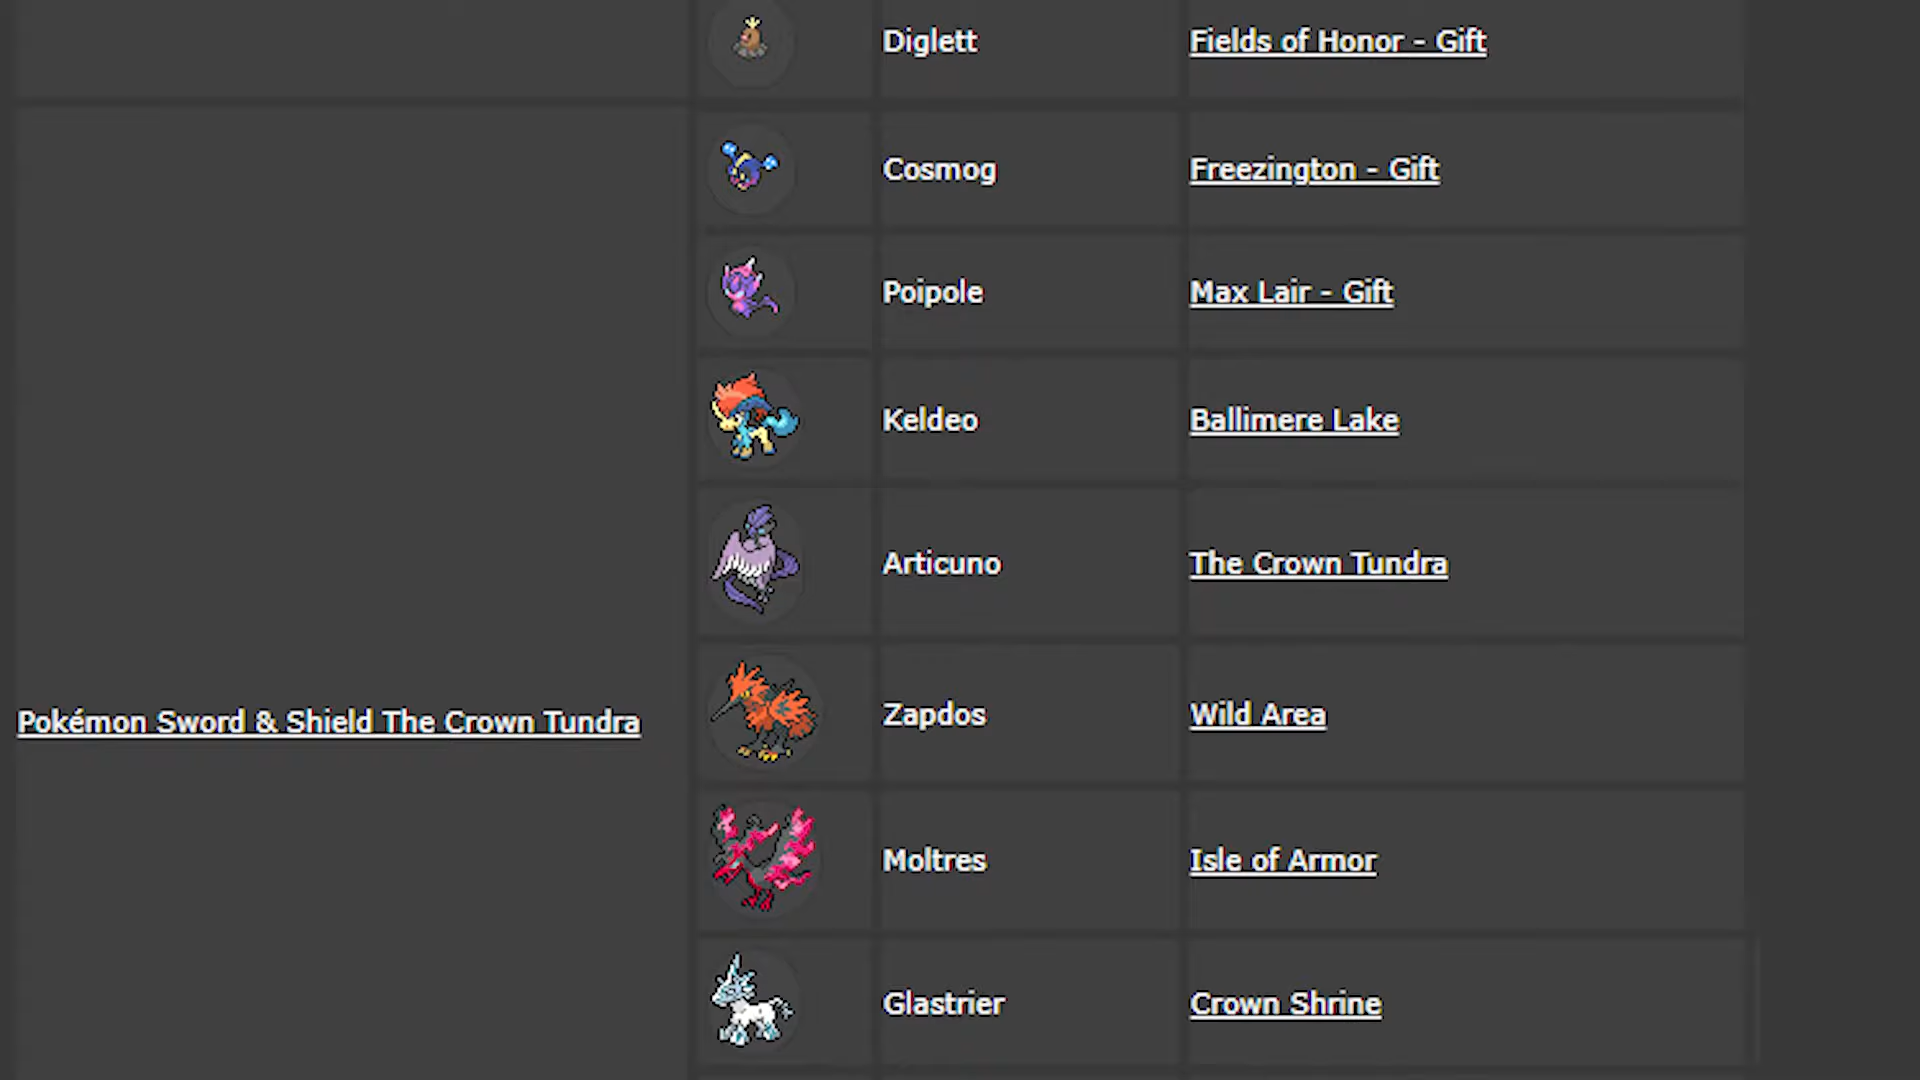 Diglett Fields of Honor - Gift
Cosmog Freezington - Gift
Poipole Max Lair - Gift
Keldeo Ballimere Lake
Articuno The Crown Tundra
Zapdos Wild Area
Pokémon Sword & Shield The Crown Tundra
Moltres Isle of Armor
Glastrier Crown Shrine